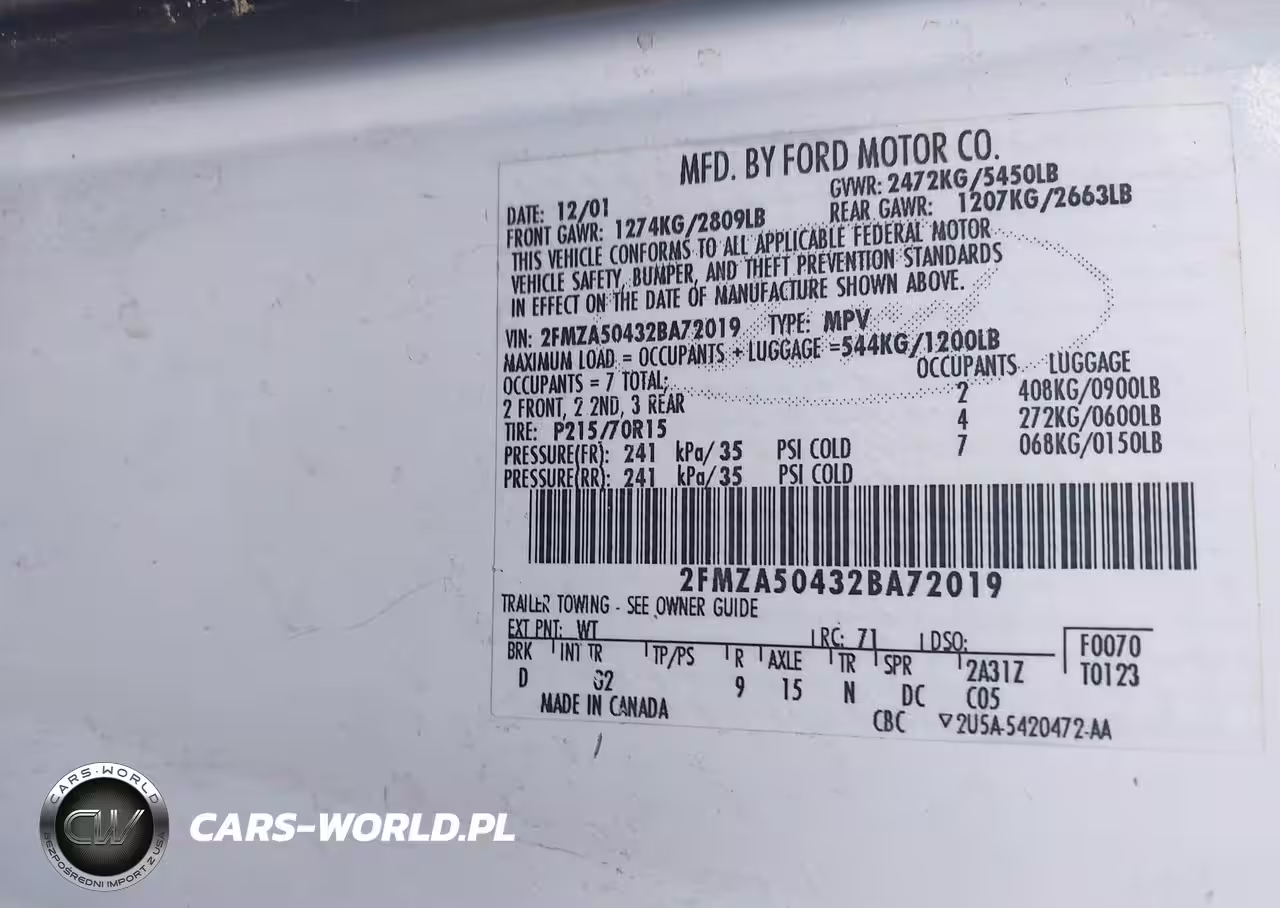 MFD. BY FORD MOTOR CO.
DATE: 12/01 GVWR: 2472KG/5450LB
FRONT GAWR: 1274KG/2809LB REAR GAWR: 1207KG/2663LB
THIS VEHICLE CONFORMS TO ALL APPLICABLE FEDERAL MOTOR
VEHICLE SAFETY, BUMPER, AND THEFT PREVENTION STANDARDS
IN EFFECT ON THE DATE OF MANUFACTURE SHOWN ABOVE.
VIN: 2FMZA50432BA72019 TYPE: MPV
MAXIMUM LOAD = OCCUPANTS + LUGGAGE =544KG/1200LB
OCCUPANTS = 7 TOTAL; OCCUPANTS LUGGAGE
2 FRONT, 2 2ND, 3 REAR 2 408KG/0900LB
TIRE: P215/70R15 4 272KG/0600LB
PRESSURE(FR): 241 kPa/35 PSI COLD 7 068KG/0150LB
PRESSURE(RR): 241 kPa/35 PSI COLD
2FMZA50432BA72019
TRAILER TOWING - SEE OWNER GUIDE
EXT PNT: WT RC: 71 DSO: F0070
BRK INT TR TP/PS R AXLE TR SPR 2A31Z T0123
D 9 15 N DC C05
MADE IN CANADA
CBC ▽2U5A-5420472-AA
CARS-WORLD
CW
BEZPOŚREDNI IMPORT Z USA
CARS-WORLD.PL